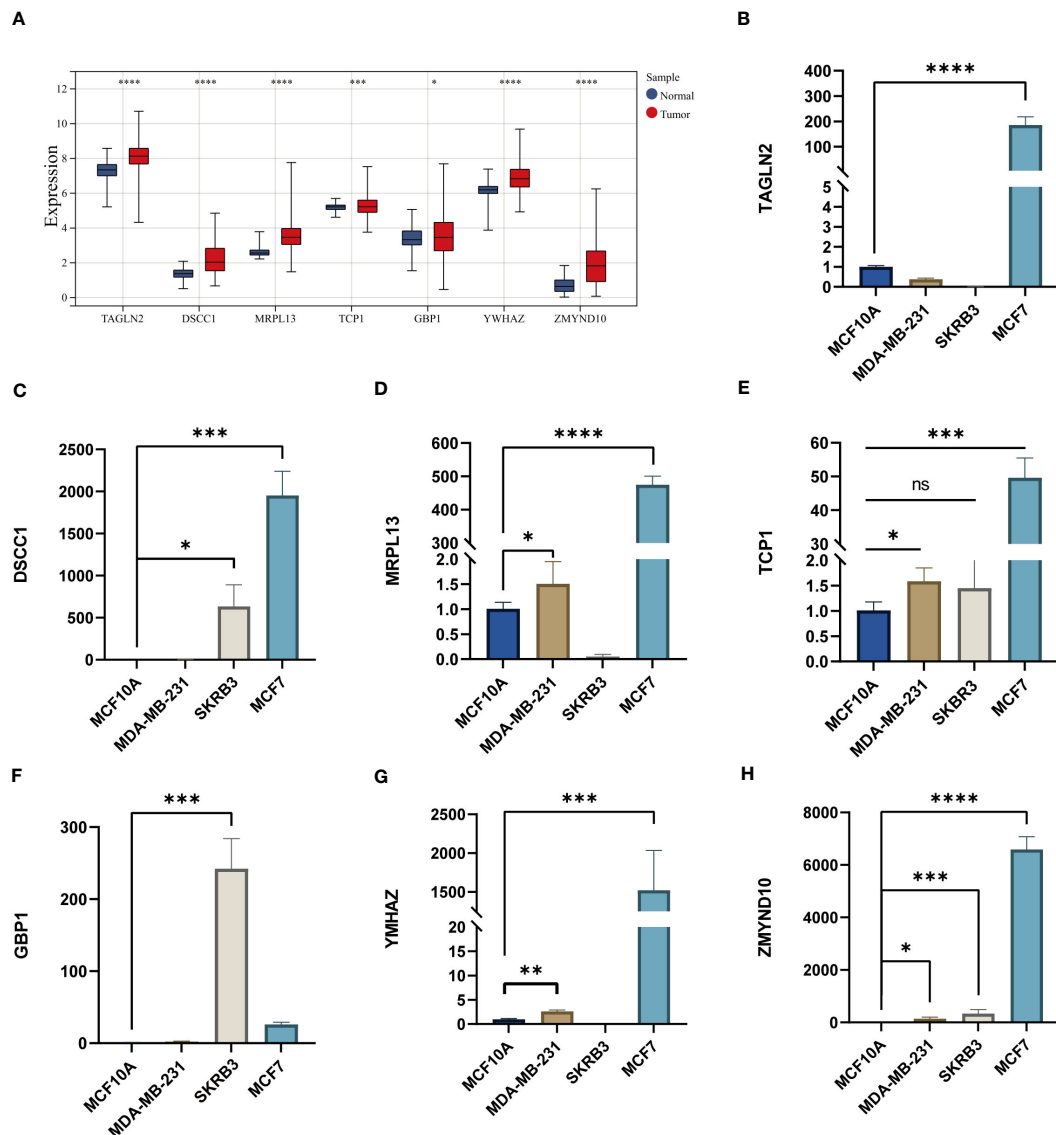 A
B
**** **** **** *** * **** ****
Sample
Normal
Tumor
Expression
12
10
8
6
4
2
0
TAGLN2 DSCC1 MRPL13 TCP1 GBP1 YWHAZ ZMYND10
TAGLN2
400
300
200
100
5
4
3
2
1
0
****
MCF10A MDA-MB-231 SKRB3 MCF7
C
D
E
DSCC1
2500
2000
1500
1000
500
0
***
*
MCF10A MDA-MB-231 SKRB3 MCF7
MRPL13
600
500
400
300
200
2.0
1.5
1.0
0.5
0.0
****
*
MCF10A MDA-MB-231 SKRB3 MCF7
TCP1
60
50
40
30
2.0
1.5
1.0
0.5
0.0
***
ns
*
MCF10A MDA-MB-231 SKBR3 MCF7
F
G
H
GBP1
300
200
100
0
***
MCF10A MDA-MB-231 SKRB3 MCF7
YMHAZ
2500
2000
1500
20
15
10
5
0
***
**
MCF10A MDA-MB-231 SKRB3 MCF7
ZMYND10
8000
6000
4000
2000
0
****
***
*
MCF10A MDA-MB-231 SKRB3 MCF7